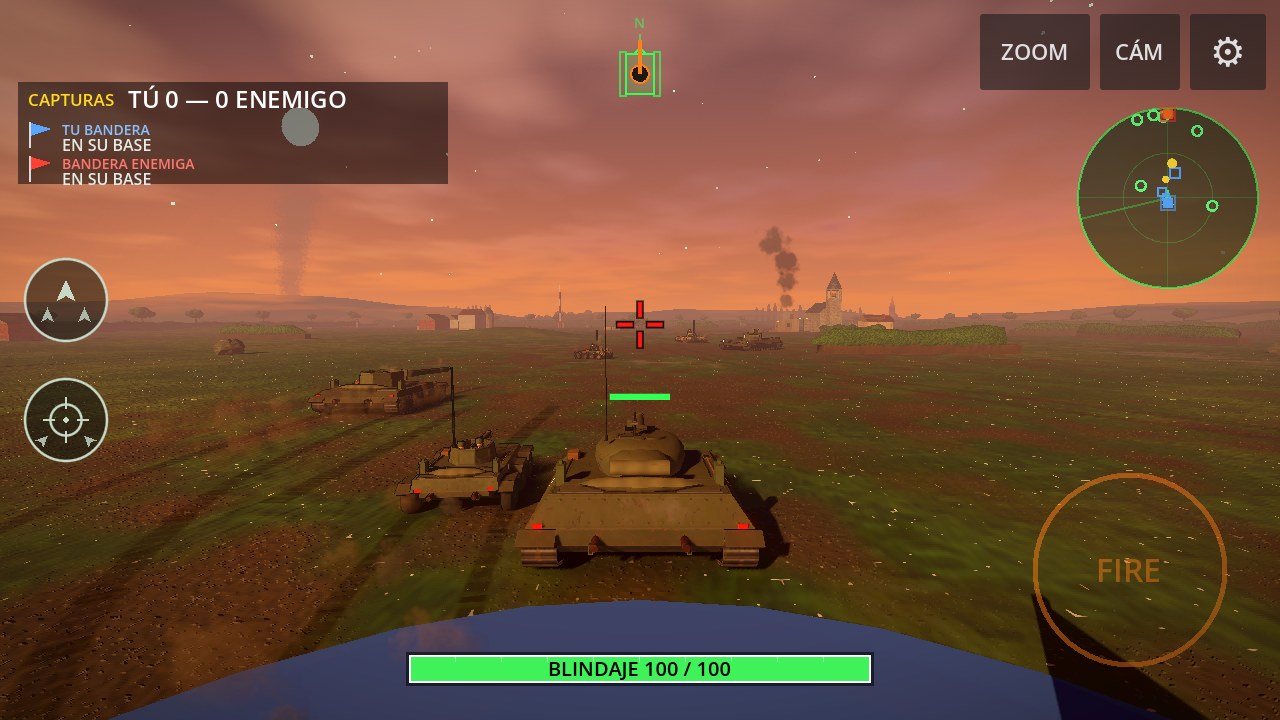 N
ZOOM
CÁM
CAPTURAS TÚ 0 — 0 ENEMIGO
TU BANDERA
EN SU BASE
BANDERA ENEMIGA
EN SU BASE
FIRE
BLINDAJE 100 / 100